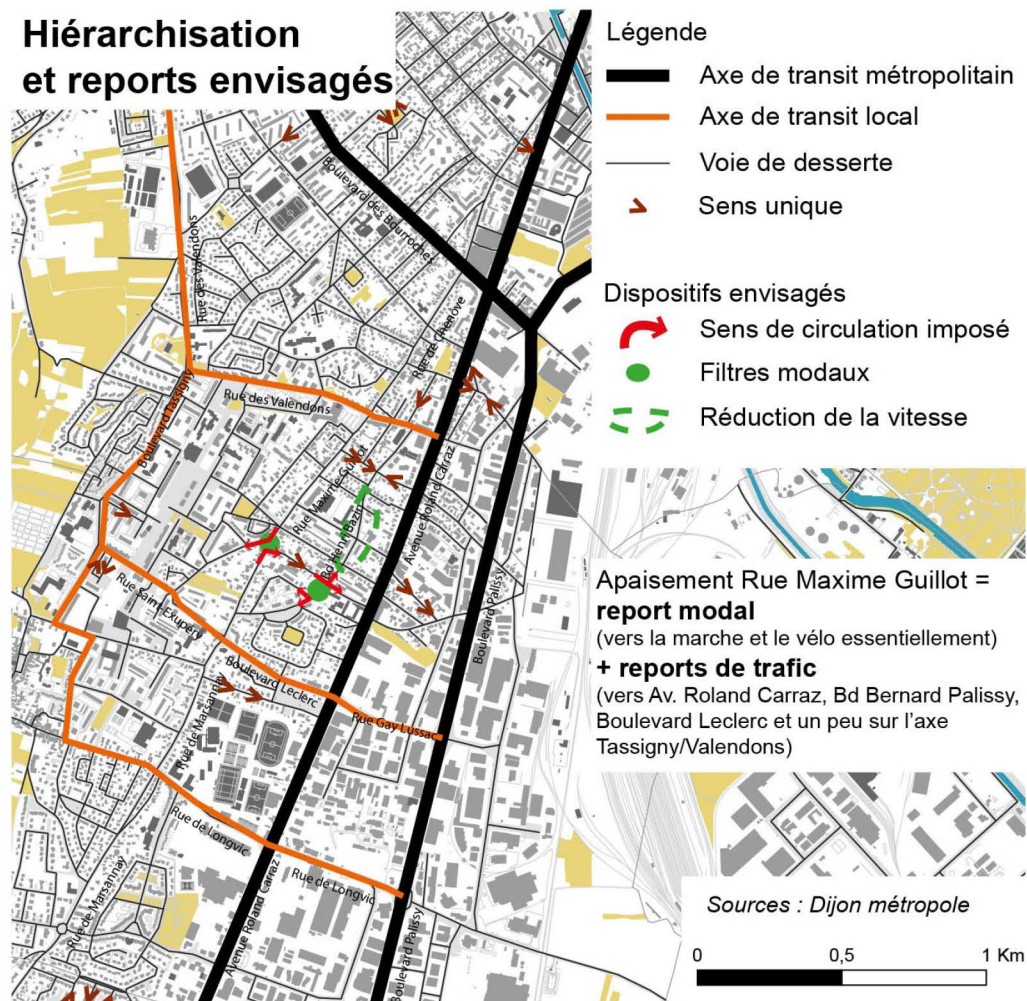 Hiérarchisation
et reports envisagés
Légende
Axe de transit métropolitain
Axe de transit local
Voie de desserte
Sens unique
Dispositifs envisagés
Sens de circulation imposé
Filtres modaux
Réduction de la vitesse
Boulevard des Bourroches
Rue des Valendons
Rue de Chenôve
Boulevard Tassigny
Rue des Valendons
Rue Maxime Guillot
Bd Henri Bazin
Avenue Roland Carraz
Boulevard Palissy
Rue Saint-Exupéry
Boulevard Leclerc
Rue Gay Lussac
Rue de Marsannay
Rue de Longvic
Rue de Longvic
Rue de Marsannay
Avenue Roland Carraz
Boulevard Palissy
Apaisement Rue Maxime Guillot =
report modal
(vers la marche et le vélo essentiellement)
+ reports de trafic
(vers Av. Roland Carraz, Bd Bernard Palissy,
Boulevard Leclerc et un peu sur l'axe
Tassigny/Valendons)
Sources : Dijon métropole
0 0,5 1 Km